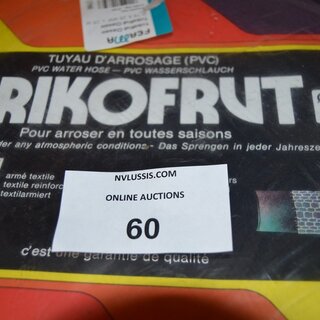 FEASTA
TUYAU D'ARROSAGE (PVC)
PVC WATER HOSE — PVC WASSERSCHLAUCH
RIKOFRUT
Pour arroser en toutes saisons
der any atmospheric conditions - Das Sprengen in jeder Jahresze
armé textile
textile reinforc
textilarmiert
NVLUSSIS.COM
ONLINE AUCTIONS
60
c'est une garantie de qualité